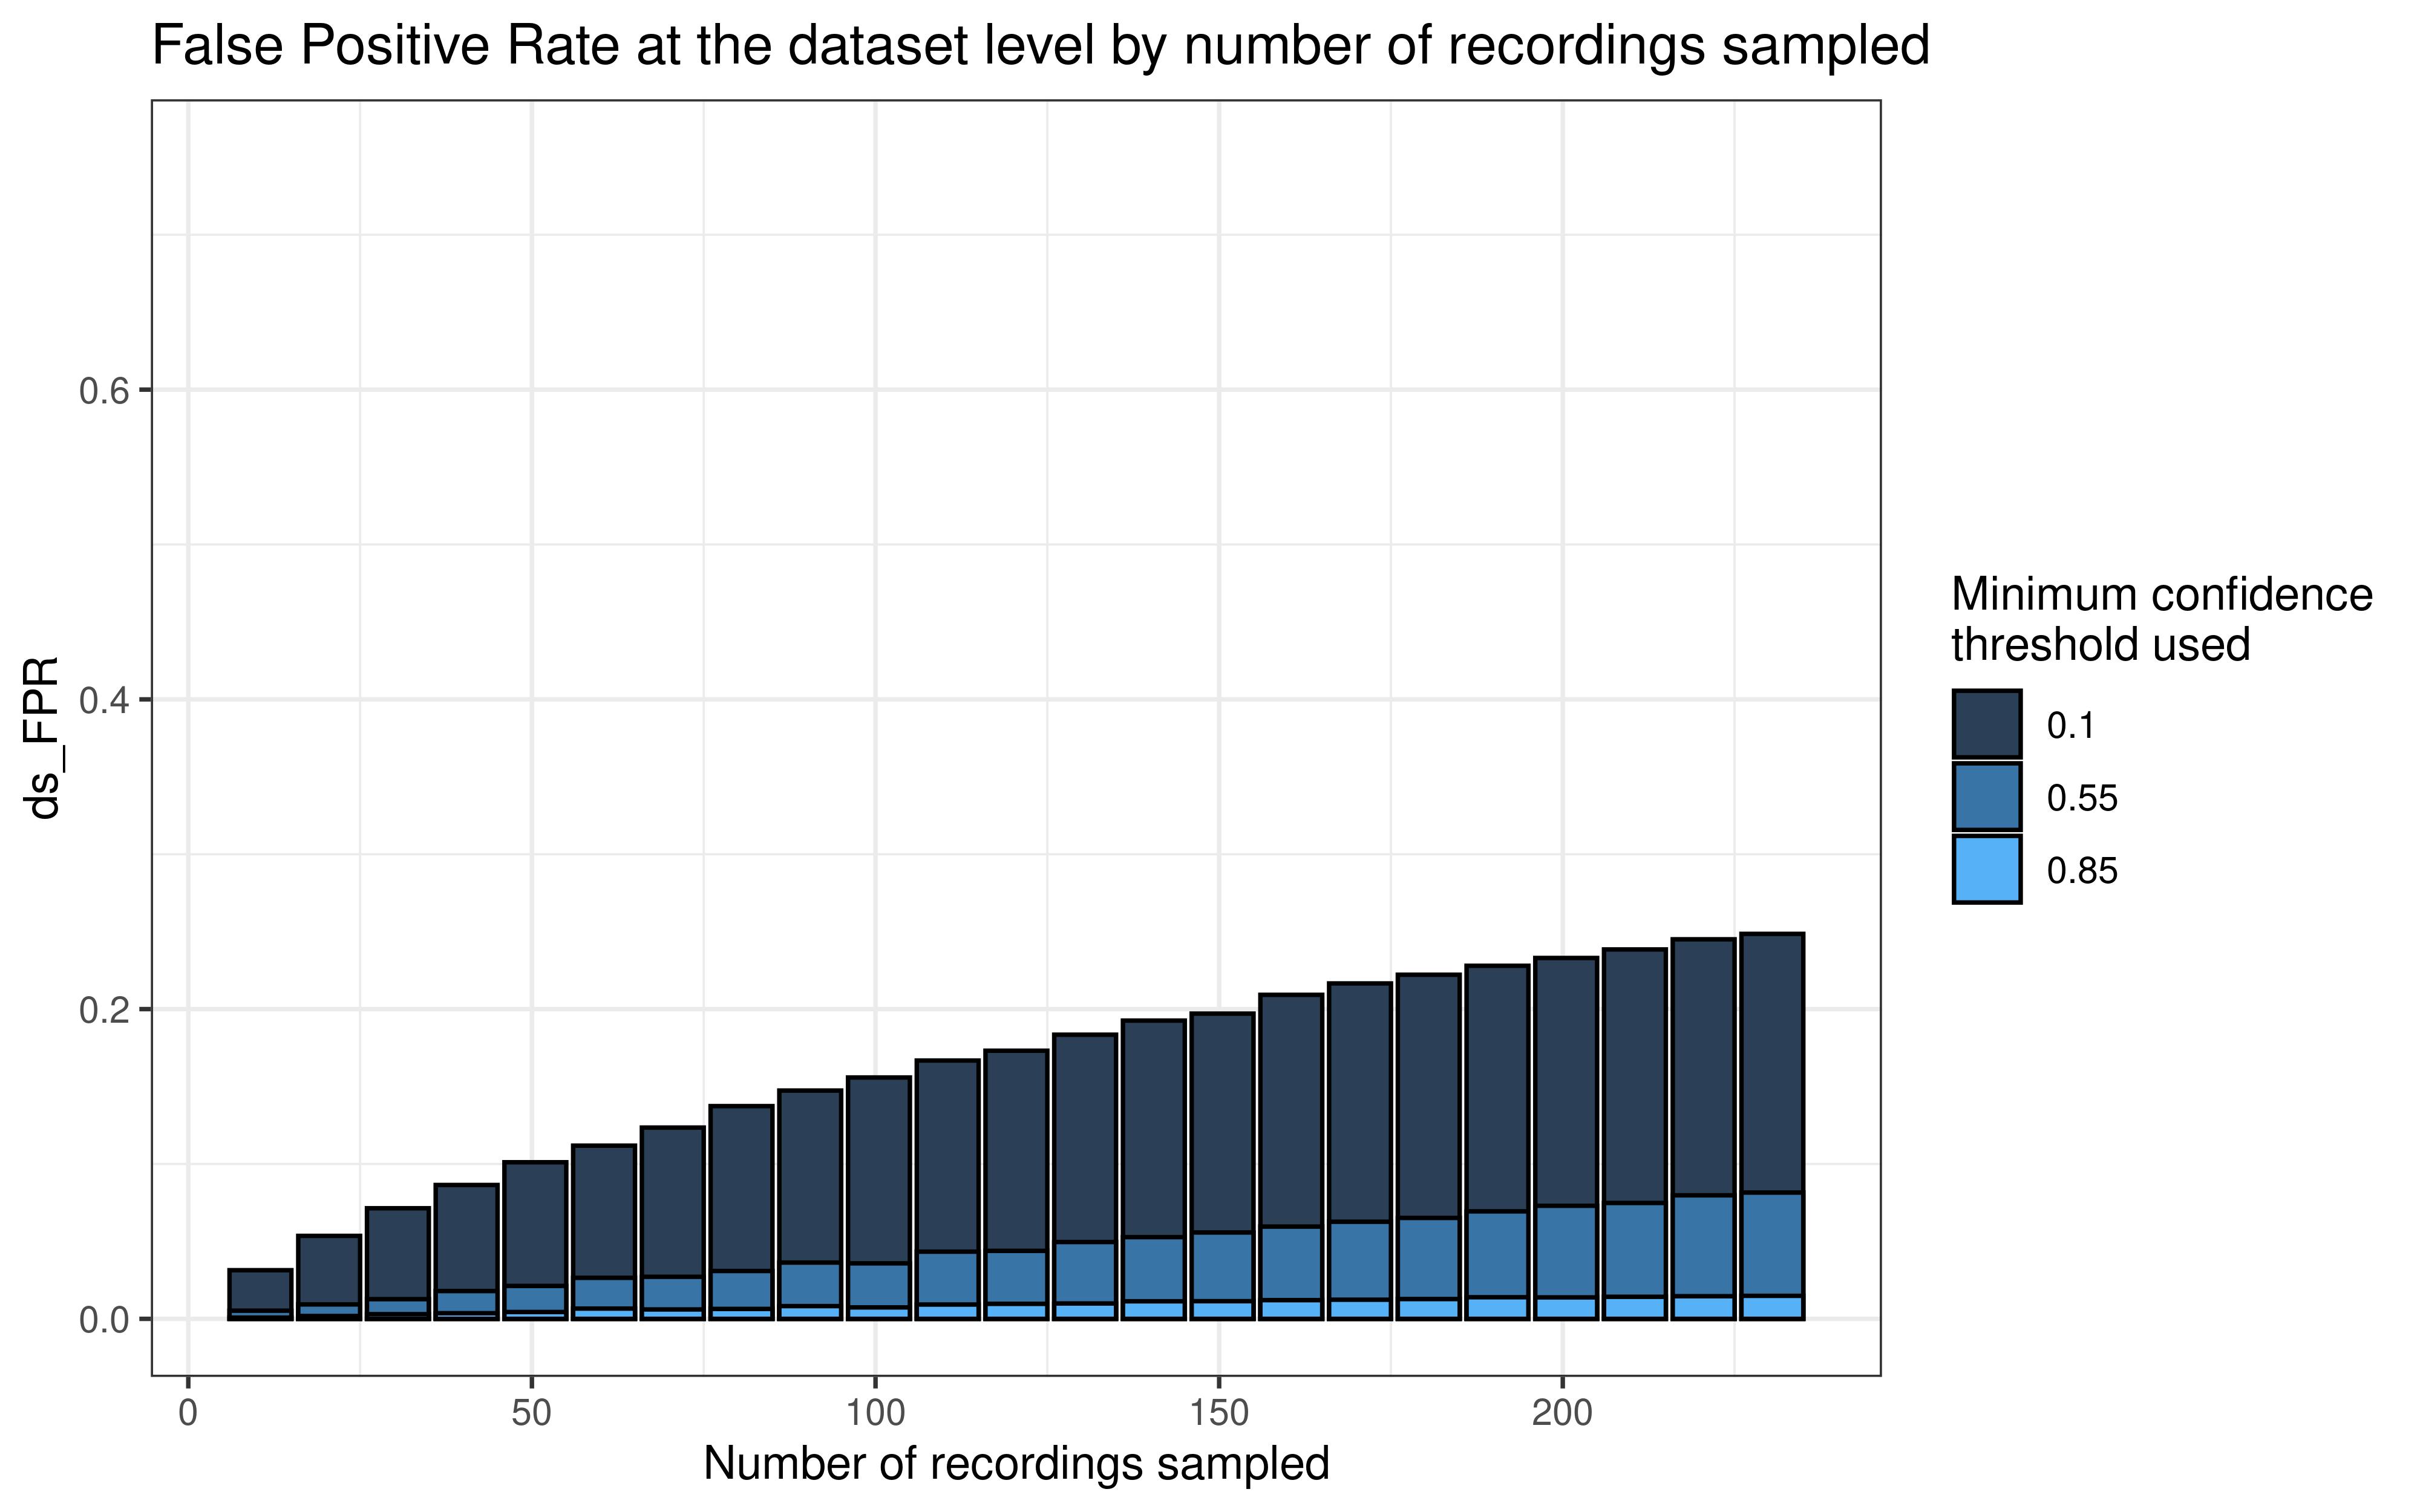 False Positive Rate at the dataset level by number of recordings sampled
ds_FPR
0.6
0.4
0.2
0.0
0 50 100 150 200
Number of recordings sampled
Minimum confidence
threshold used
0.1
0.55
0.85